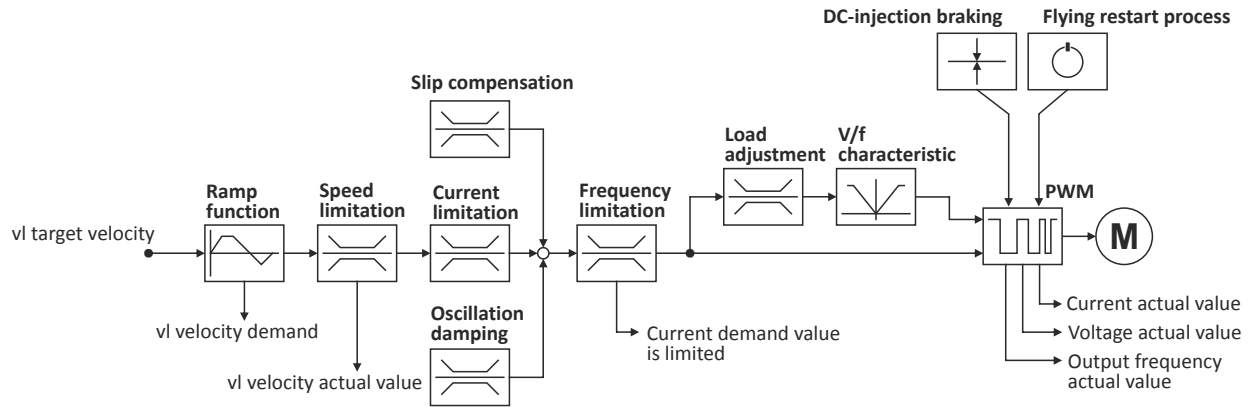 DC-injection braking
Flying restart process
Slip compensation
Load
adjustment
V/f
characteristic
Ramp
function
Speed
limitation
Current
limitation
Frequency
limitation
PWM
vl target velocity
M
vl velocity demand
Oscillation
damping
Current demand value
is limited
vl velocity actual value
Current actual value
Voltage actual value
Output frequency
actual value